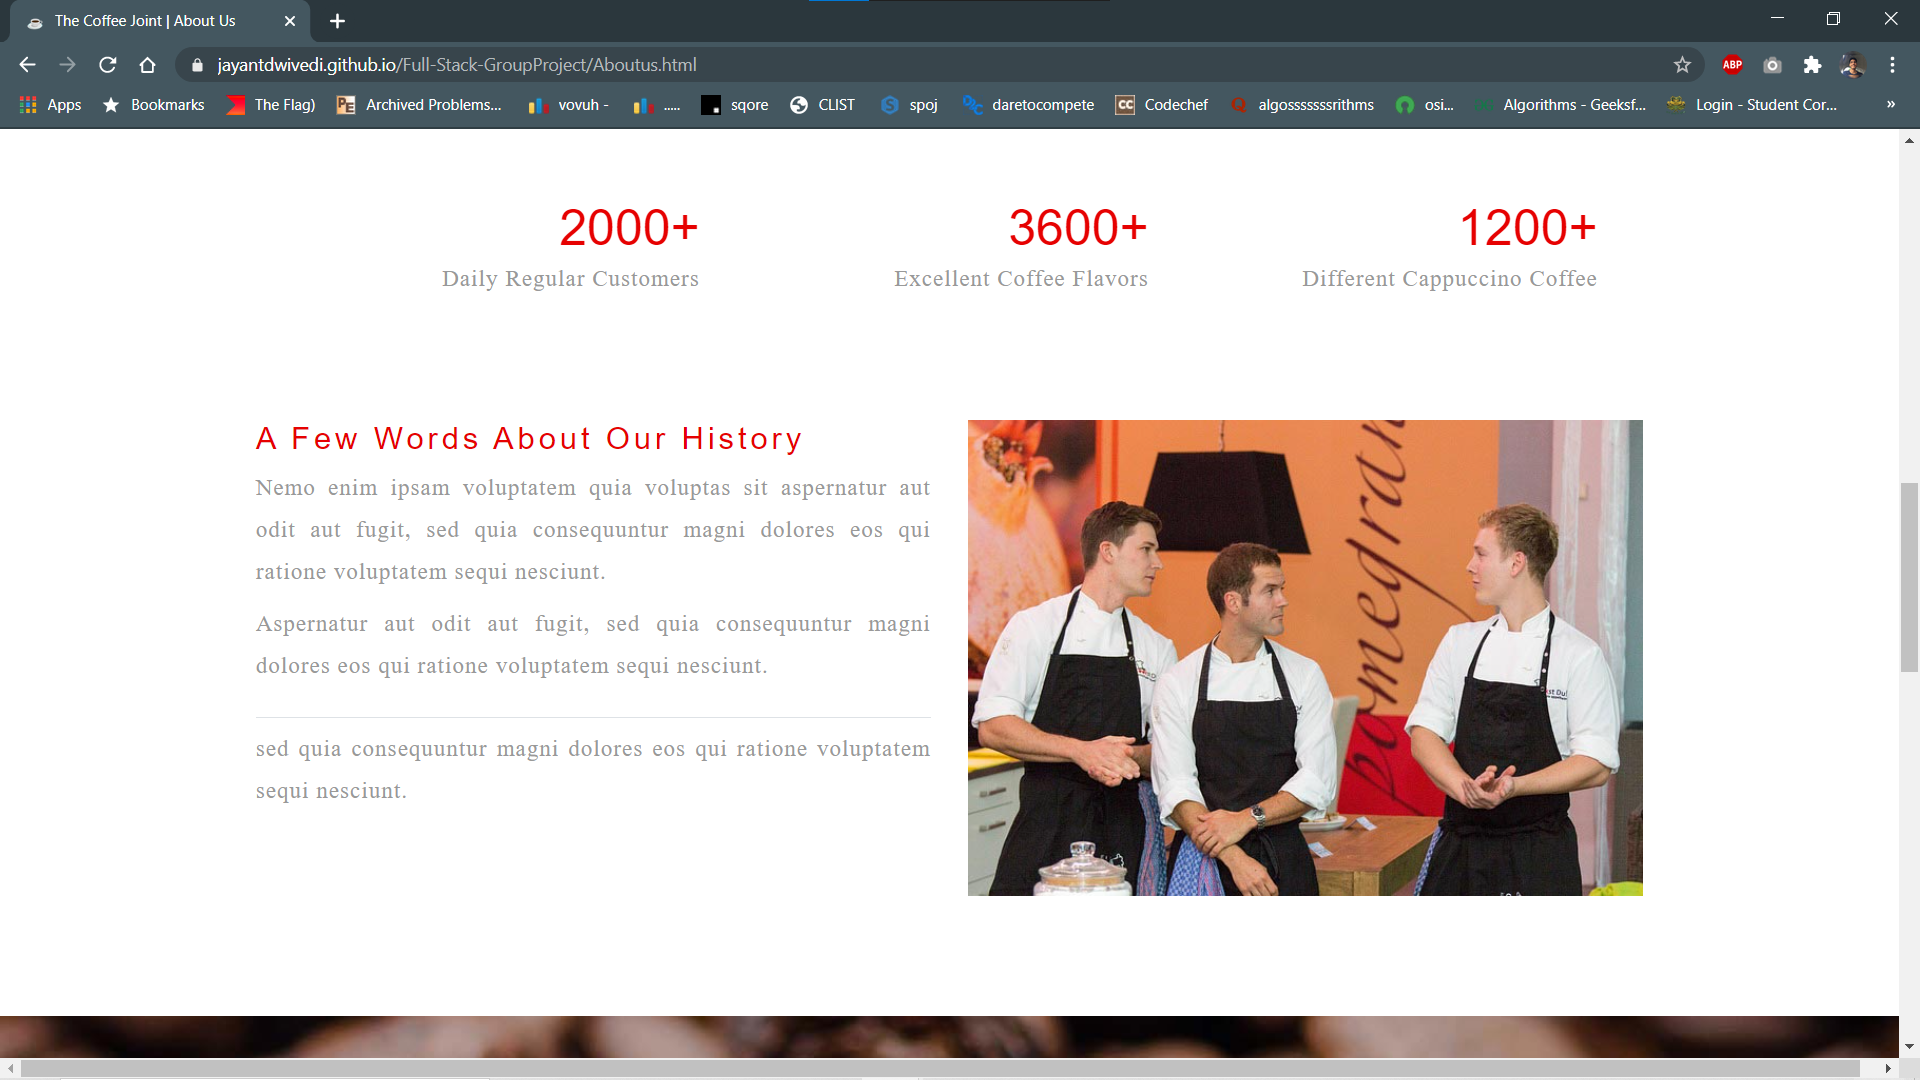 The Coffee Joint | About Us
jayantdwivedi.github.io/Full-Stack-GroupProject/Aboutus.html
ABP
Apps Bookmarks The Flag) PE Archived Problems... vovuh - ..... sqore CLIST S spoj daretocompete CC Codechef Q algosssssssrithms osi... Algorithms - Geeksf... Login - Student Cor... »
2000+ 3600+ 1200+
Daily Regular Customers Excellent Coffee Flavors Different Cappuccino Coffee
A Few Words About Our History
Nemo enim ipsam voluptatem quia voluptas sit aspernatur aut
odit aut fugit, sed quia consequuntur magni dolores eos qui
ratione voluptatem sequi nesciunt.
Aspernatur aut odit aut fugit, sed quia consequuntur magni
dolores eos qui ratione voluptatem sequi nesciunt.
sed quia consequuntur magni dolores eos qui ratione voluptatem
sequi nesciunt.
pomegran